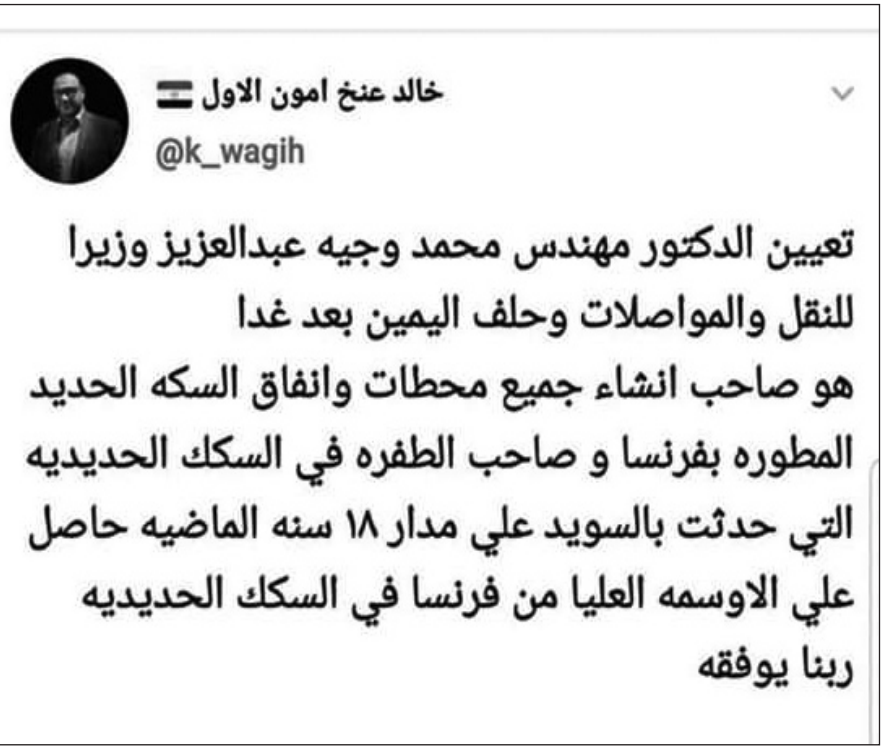 خالد عنخ امون الاول
@k_wagih
تعيين الدكتور مهندس محمد وجيه عبدالعزيز وزيرا
للنقل والمواصلات وحلف اليمين بعد غدا
هو صاحب انشاء جميع محطات وانفاق السكه الحديد
المطوره بفرنسا و صاحب الطفره في السكك الحديديه
التي حدثت بالسويد علي مدار ١٨ سنه الماضيه حاصل
علي الاوسمه العليا من فرنسا في السكك الحديديه
ربنا يوفقه